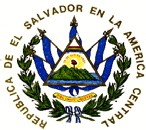 REPUBLICA DE EL SALVADOR EN LA AMERICA CENTRAL